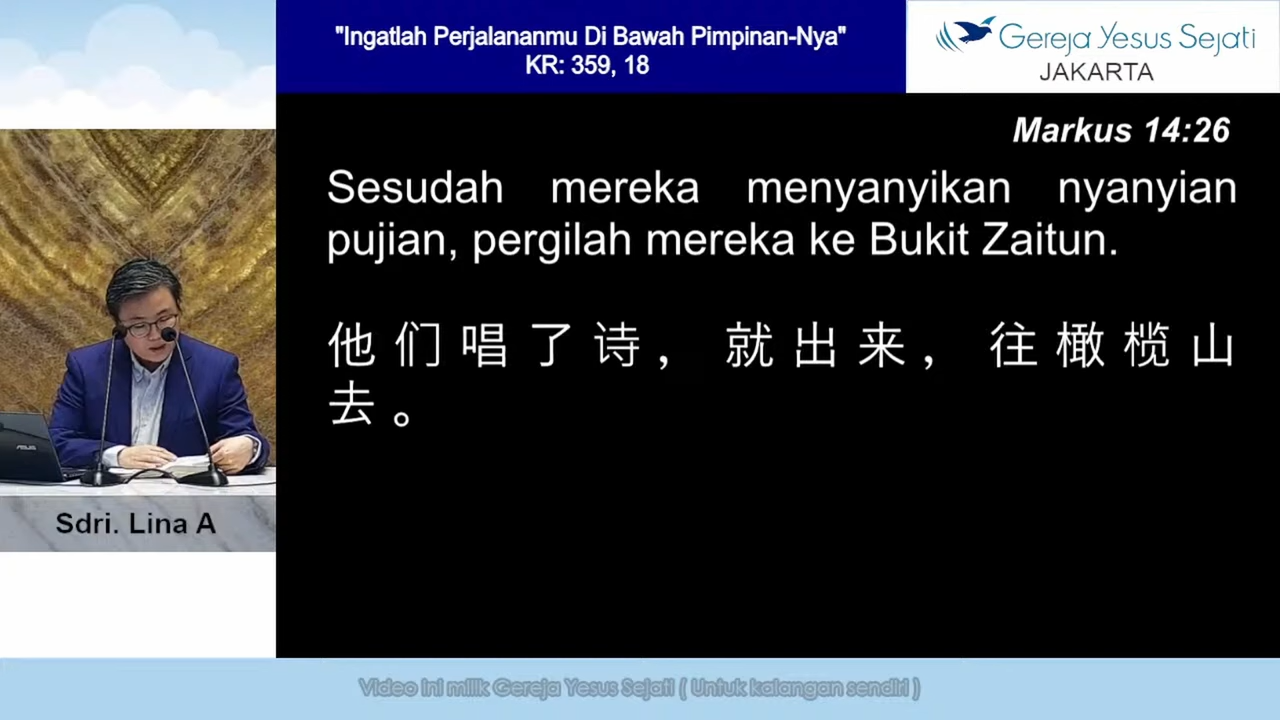 "Ingatlah Perjalananmu Di Bawah Pimpinan-Nya"
KR: 359, 18
Gereja Yesus Sejati
JAKARTA
Markus 14:26
Sesudah mereka menyanyikan nyanyian
pujian, pergilah mereka ke Bukit Zaitun.
他们唱了诗，就出来，往橄榄山
去。
ASUS
Sdri. Lina A
Video ini milik Gereja Yesus Sejati ( Untuk kalangan sendiri )